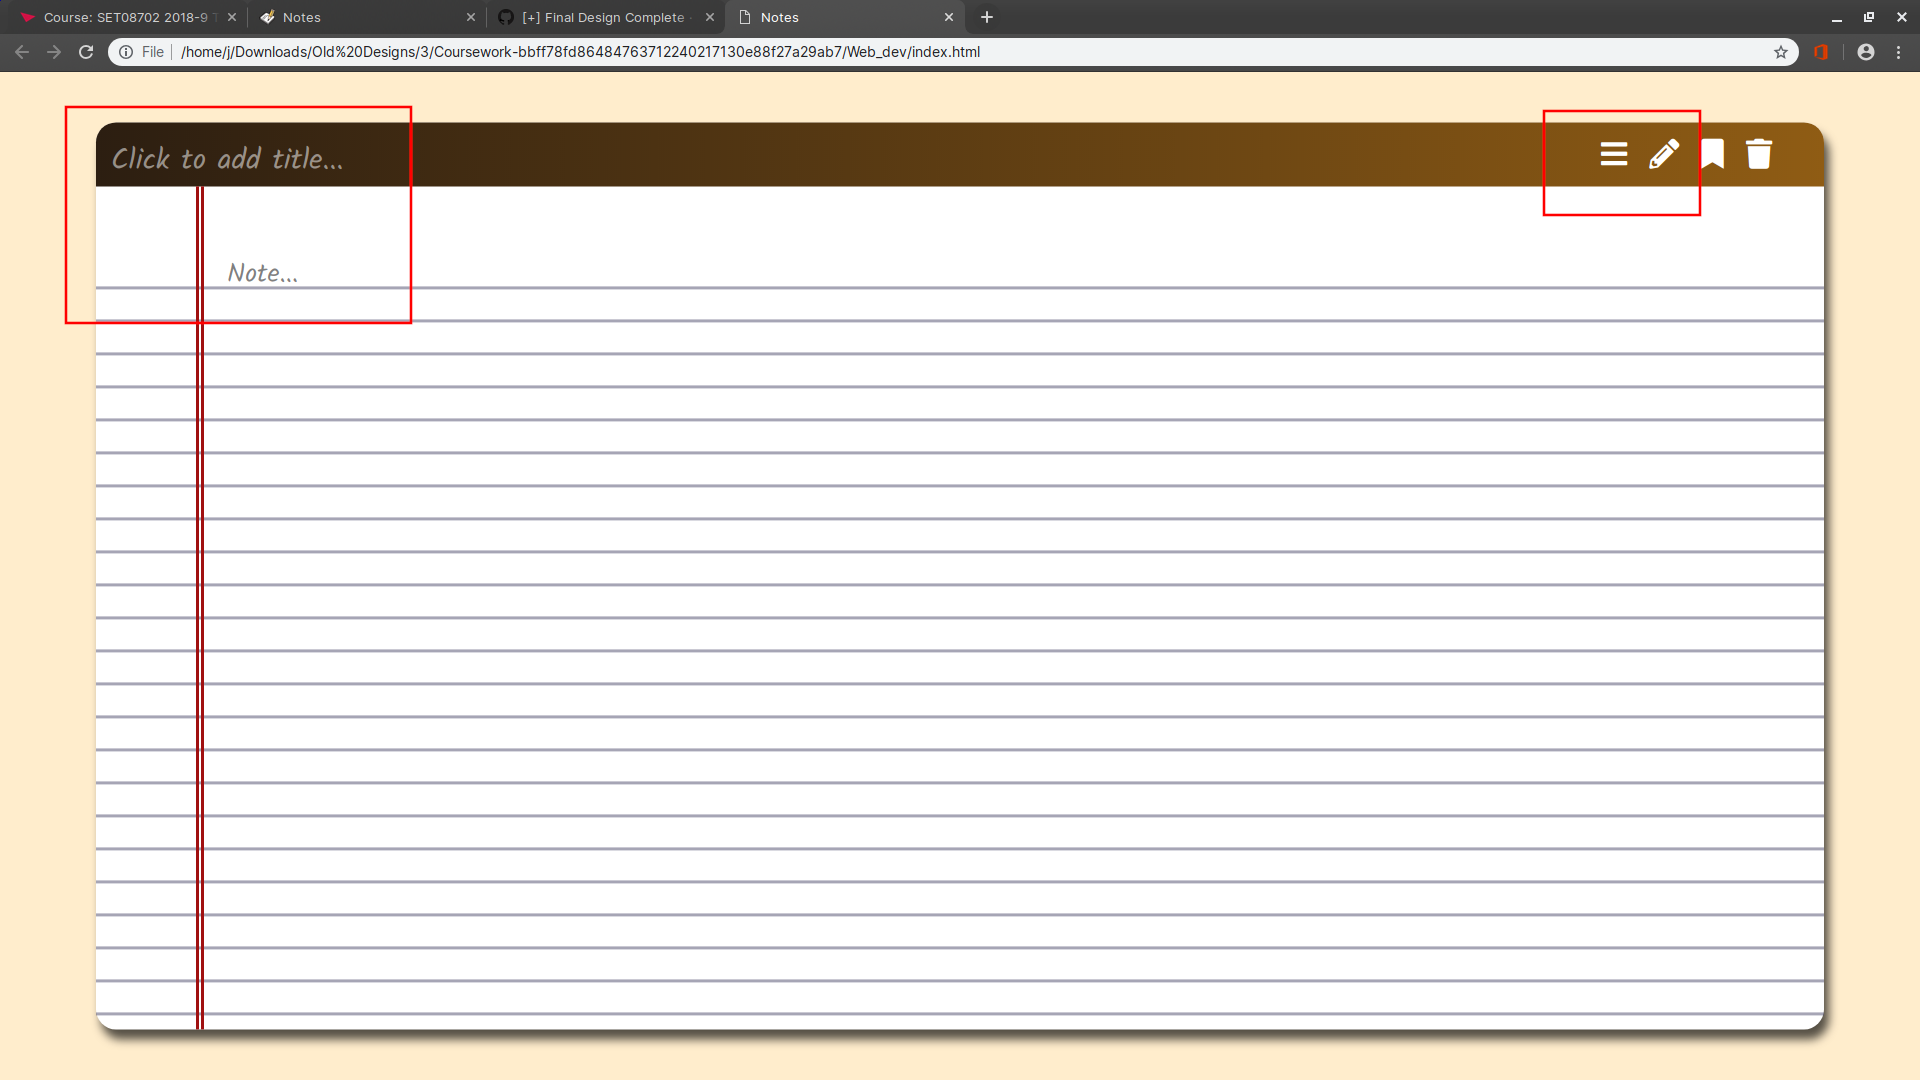 Course: SET08702 2018-9 T
Notes
[+] Final Design Complete
Notes
File
/home/j/Downloads/Old%20Designs/3/Coursework-bbff78fd86484763712240217130e88f27a29ab7/Web_dev/index.html
Click to add title...
Note...